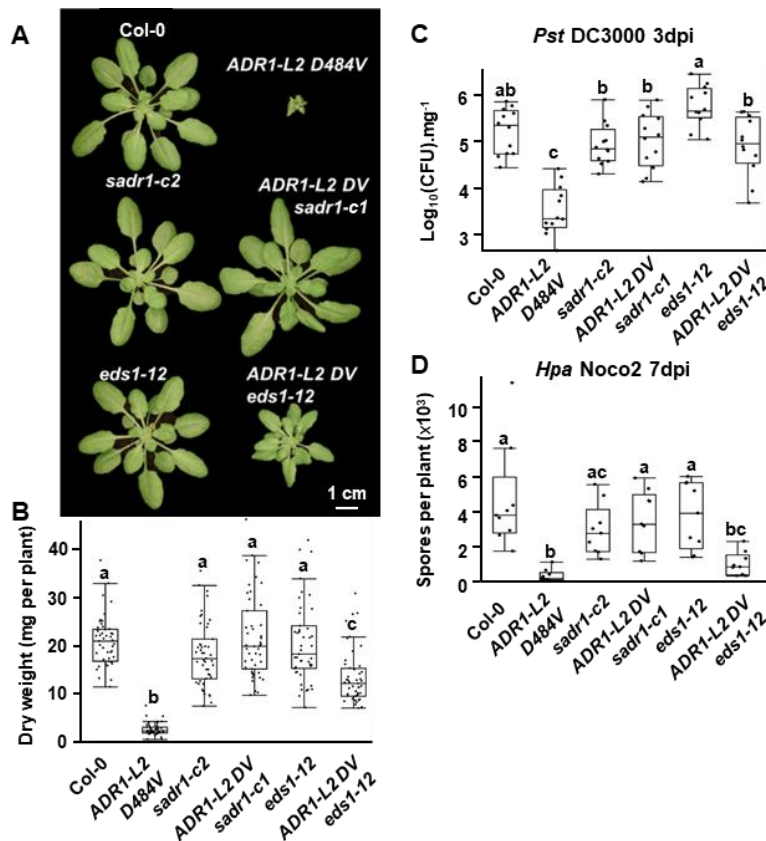 A
Col-0
ADR1-L2 D484V
sadr1-c2
ADR1-L2 DV
sadr1-c1
eds1-12
ADR1-L2 DV
eds1-12
1 cm
B
Dry weight (mg per plant)
40
30
20
10
0
a
b
a
a
a
c
Col-0
ADR1-L2
D484V
sadr1-c2
ADR1-L2 DV
sadr1-c1
eds1-12
ADR1-L2 DV
eds1-12
C
Pst DC3000 3dpi
Log₁₀(CFU).mg⁻¹
6
5
4
3
ab
c
b
b
a
b
Col-0
ADR1-L2
D484V
sadr1-c2
ADR1-L2 DV
sadr1-c1
eds1-12
ADR1-L2 DV
eds1-12
D
Hpa Noco2 7dpi
Spores per plant (x10³)
10
8
6
4
2
0
a
b
ac
a
a
bc
Col-0
ADR1-L2
D484V
sadr1-c2
ADR1-L2 DV
sadr1-c1
eds1-12
ADR1-L2 DV
eds1-12